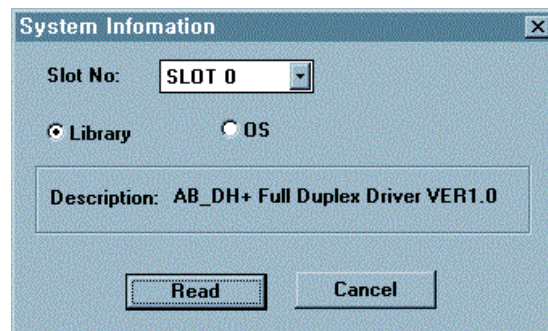 System Infomation
Slot No: SLOT 0
Library OS
Description: AB_DH+ Full Duplex Driver VER1.0
Read Cancel